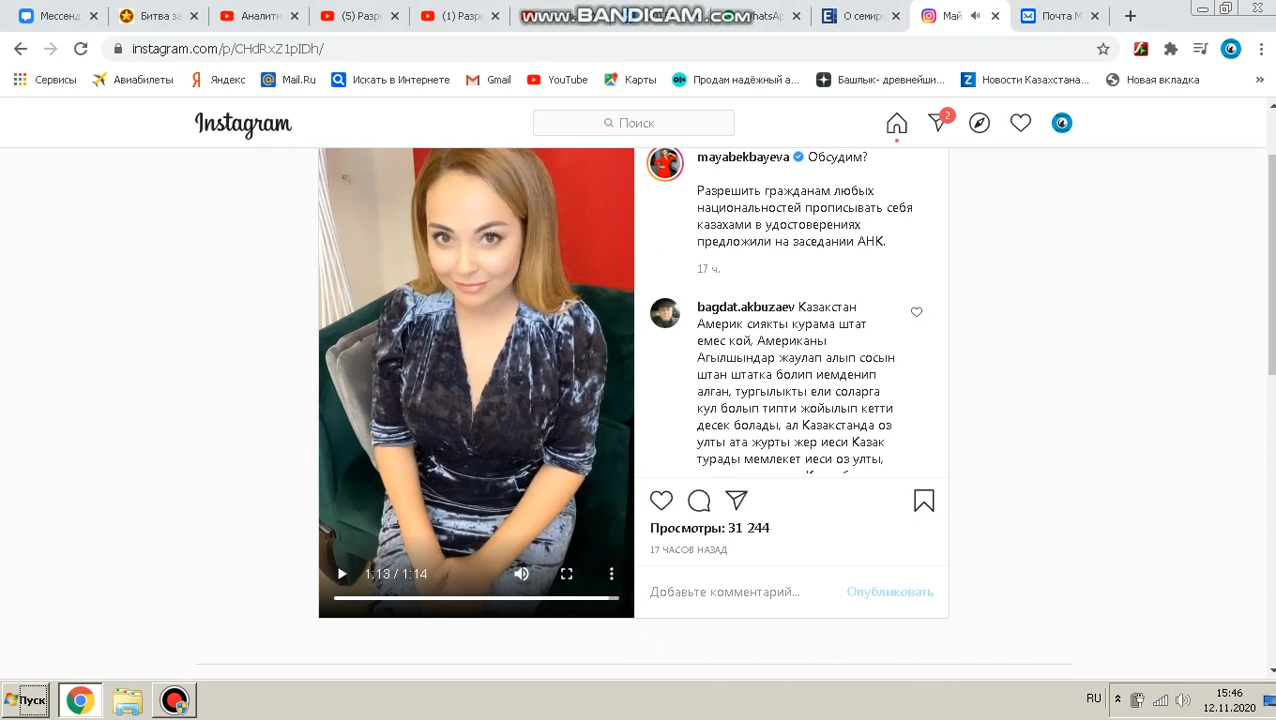 Мессенд
Битва за
Аналити
(5) Разре
(1) Разр
WWW.BANDICAM.COM
WhatsAp
О семир
Май
Почта М
instagram.com/p/CHdRxZ1pIDh/
Сервисы
Авиабилеты
Яндекс
Mail.Ru
Искать в Интернете
Gmail
YouTube
Карты
Продам надёжный а...
Башлык- древнейши...
Новости Казахстана...
Новая вкладка
Instagram
Поиск
2
mayabekbayeva Обсудим?
Разрешить гражданам любых
национальностей прописывать себя
казахами в удостоверениях
предложили на заседании АНК.
17 ч.
bagdat.akbuzaev Казакстан
Америк сиякты курама штат
емес кой, Американы
Агылшындар жаулап алып сосын
штан штатка болип иемденип
алган, тургылыкты ели соларга
кул болып типти жойылып кетти
десек болады, ал Казакстанда оз
улты ата журты жер иеси Казак
турады мемлекет иеси оз улты,
Просмотры: 31 244
17 ЧАСОВ НАЗАД
1:13 / 1:14
Добавьте комментарий...
Опубликовать
Пуск
RU
15:46
12.11.2020